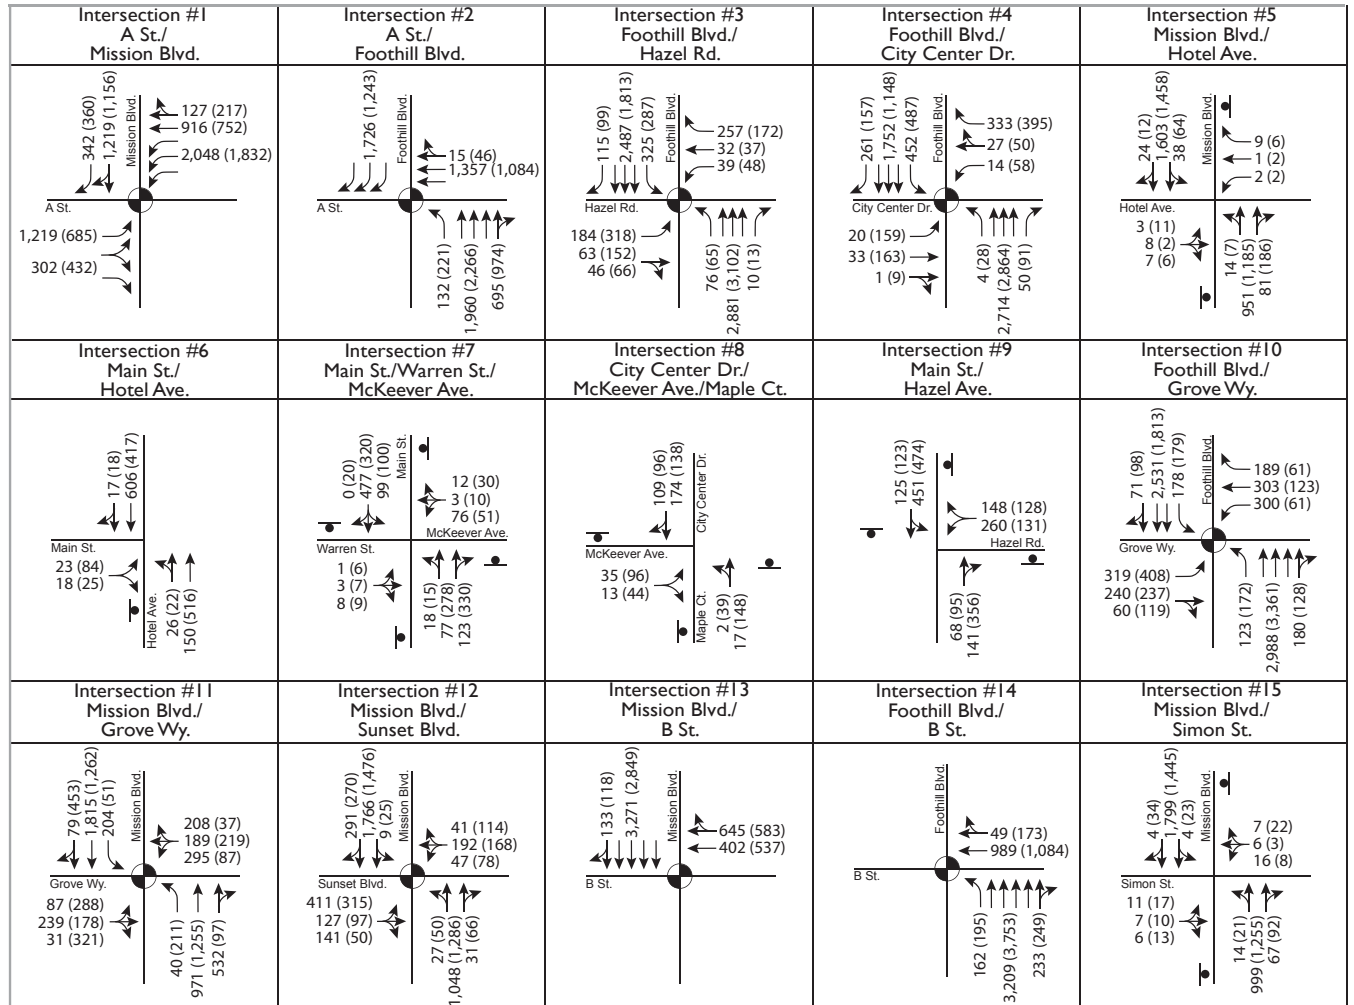 Intersection #1
A St./
Mission Blvd.
342 (360)
1,219 (1,156)
Mission Blvd.
127 (217)
916 (752)
2,048 (1,832)
A St.
1,219 (685)
302 (432)
Intersection #2
A St./
Foothill Blvd.
1,726 (1,243)
Foothill Blvd.
15 (46)
1,357 (1,084)
A St.
132 (221)
1,960 (2,266)
695 (974)
Intersection #3
Foothill Blvd./
Hazel Rd.
115 (99)
2,487 (1,813)
325 (287)
Foothill Blvd.
257 (172)
32 (37)
39 (48)
Hazel Rd.
184 (318)
63 (152)
46 (66)
76 (65)
2,881 (3,102)
10 (13)
Intersection #4
Foothill Blvd./
City Center Dr.
261 (157)
1,752 (1,148)
452 (487)
Foothill Blvd.
333 (395)
27 (50)
14 (58)
City Center Dr.
20 (159)
33 (163)
1 (9)
4 (28)
2,714 (2,864)
50 (91)
Intersection #5
Mission Blvd./
Hotel Ave.
24 (12)
1,603 (1,458)
38 (64)
Mission Blvd.
9 (6)
1 (2)
2 (2)
Hotel Ave.
3 (11)
8 (2)
7 (6)
14 (7)
951 (1,185)
81 (186)
Intersection #6
Main St./
Hotel Ave.
17 (18)
606 (417)
Main St.
23 (84)
18 (25)
Hotel Ave.
26 (22)
150 (516)
Intersection #7
Main St./Warren St./
McKeever Ave.
0 (20)
477 (320)
99 (100)
Main St.
12 (30)
3 (10)
76 (51)
McKeever Ave.
Warren St.
1 (6)
3 (7)
8 (9)
18 (15)
77 (278)
123 (330)
Intersection #8
City Center Dr./
McKeever Ave./Maple Ct.
109 (96)
174 (138)
City Center Dr.
McKeever Ave.
35 (96)
13 (44)
Maple Ct.
2 (39)
17 (148)
Intersection #9
Main St./
Hazel Ave.
125 (123)
451 (474)
148 (128)
260 (131)
Hazel Rd.
68 (95)
141 (356)
Intersection #10
Foothill Blvd./
Grove Wy.
71 (98)
2,531 (1,813)
178 (179)
Foothill Blvd.
189 (61)
303 (123)
300 (61)
Grove Wy.
319 (408)
240 (237)
60 (119)
123 (172)
2,988 (3,361)
180 (128)
Intersection #11
Mission Blvd./
Grove Wy.
79 (453)
1,815 (1,262)
204 (51)
Mission Blvd.
208 (37)
189 (219)
295 (87)
Grove Wy.
87 (288)
239 (178)
31 (321)
40 (211)
971 (1,255)
532 (97)
Intersection #12
Mission Blvd./
Sunset Blvd.
291 (270)
1,766 (1,476)
9 (25)
Mission Blvd.
41 (114)
192 (168)
47 (78)
Sunset Blvd.
411 (315)
127 (97)
141 (50)
27 (50)
1,048 (1,286)
31 (66)
Intersection #13
Mission Blvd./
B St.
133 (118)
3,271 (2,849)
Mission Blvd.
645 (583)
402 (537)
B St.
Intersection #14
Foothill Blvd./
B St.
Foothill Blvd.
49 (173)
989 (1,084)
B St.
162 (195)
3,209 (3,753)
233 (249)
Intersection #15
Mission Blvd./
Simon St.
4 (34)
1,799 (1,445)
4 (23)
Mission Blvd.
7 (22)
6 (3)
16 (8)
Simon St.
11 (17)
7 (10)
6 (13)
14 (21)
999 (1,255)
67 (92)